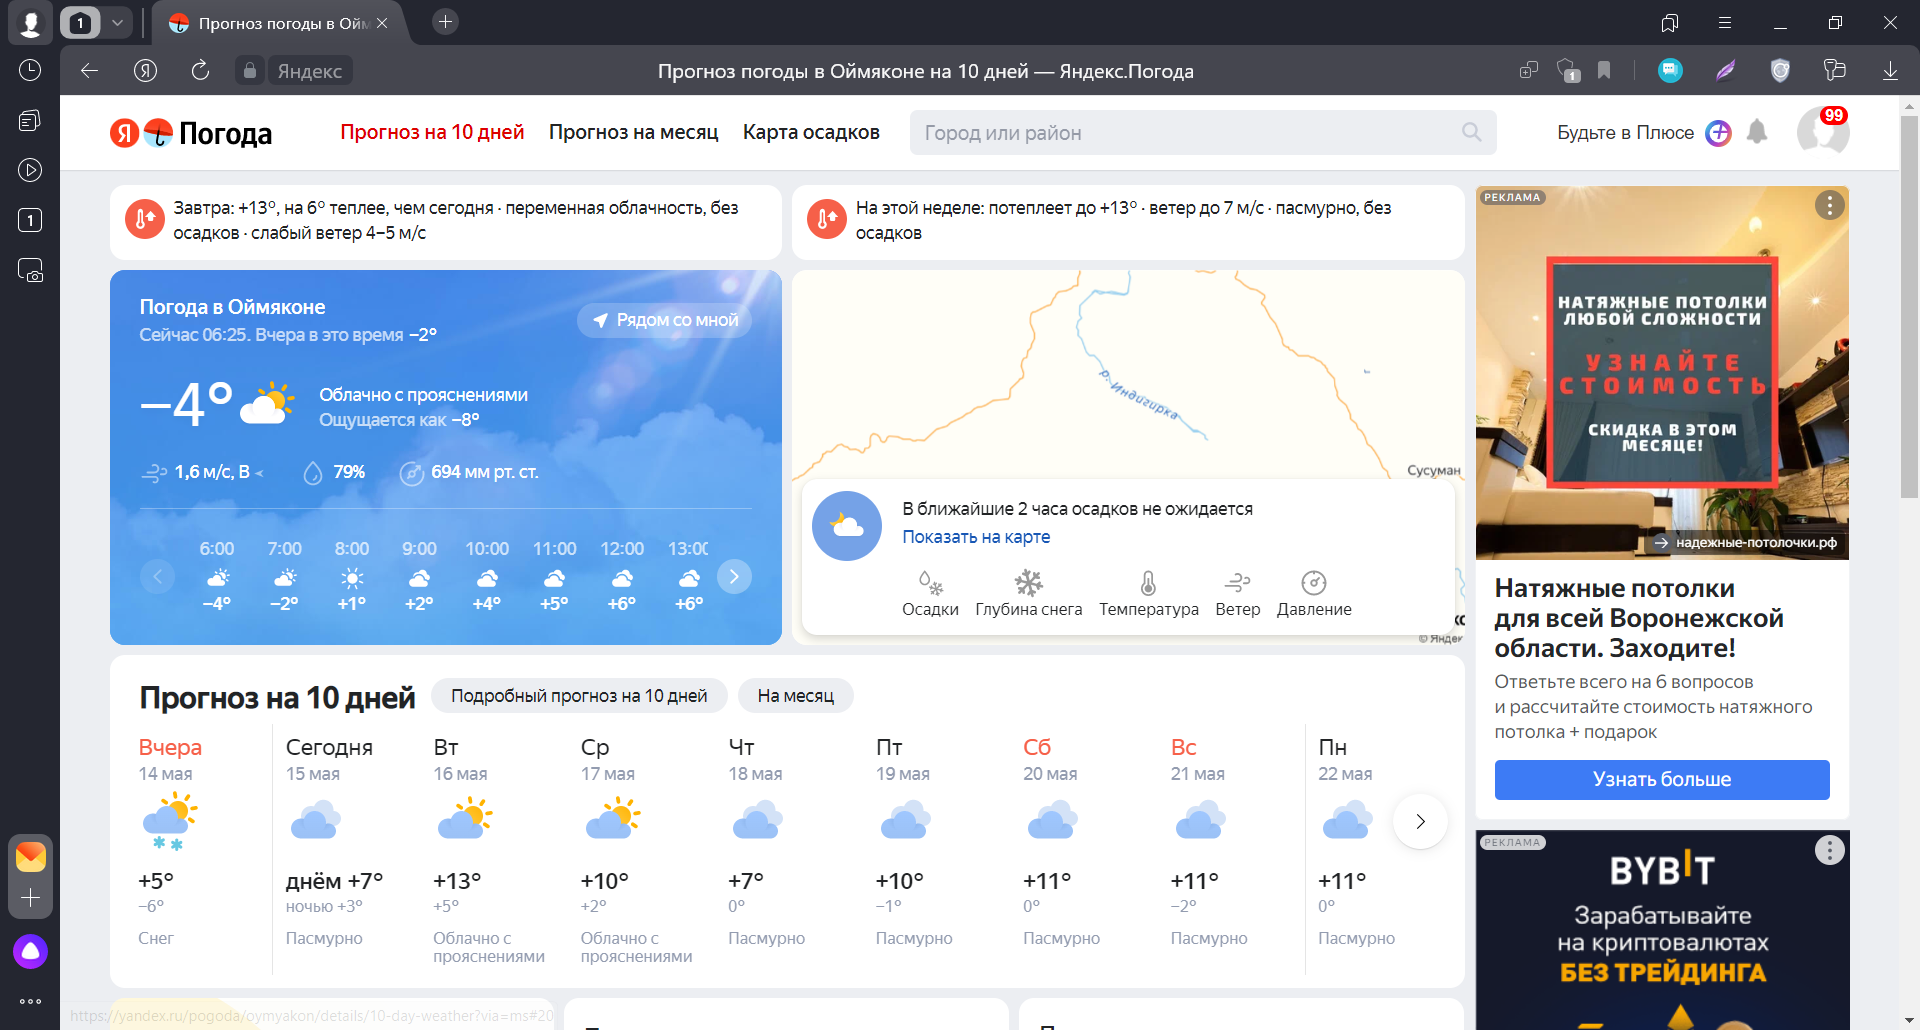 1
Прогноз погоды в Ойм
Яндекс
Прогноз погоды в Оймяконе на 10 дней — Яндекс.Погода
1
1
Я Погода
Прогноз на 10 дней
Прогноз на месяц
Карта осадков
Город или район
Будьте в Плюсе
99
Завтра: +13°, на 6° теплее, чем сегодня · переменная облачность, без
осадков · слабый ветер 4–5 м/с
На этой неделе: потеплеет до +13° · ветер до 7 м/с · пасмурно, без
осадков
Погода в Оймяконе
Сейчас 06:25. Вчера в это время −2°
Рядом со мной
−4°
Облачно с прояснениями
Ощущается как −8°
1,6 м/с, В
79%
694 мм рт. ст.
6:00 7:00 8:00 9:00 10:00 11:00 12:00 13:00
−4° −2° +1° +2° +4° +5° +6° +6°
р. Индигирка
Сусуман
В ближайшие 2 часа осадков не ожидается
Показать на карте
Осадки Глубина снега Температура Ветер Давление
© Яндек
Прогноз на 10 дней
Подробный прогноз на 10 дней
На месяц
Вчера Сегодня Вт Ср Чт Пт Сб Вс Пн
14 мая 15 мая 16 мая 17 мая 18 мая 19 мая 20 мая 21 мая 22 мая
+5° днём +7° +13° +10° +7° +10° +11° +11° +11°
−6° ночью +3° +5° +2° 0° −1° 0° −2° 0°
Снег Пасмурно Облачно с Облачно с Пасмурно Пасмурно Пасмурно Пасмурно Пасмурно
прояснениями прояснениями
https://yandex.ru/pogoda/oymyakon/details/10-day-weather?via=ms#20
РЕКЛАМА
НАТЯЖНЫЕ ПОТОЛКИ
ЛЮБОЙ СЛОЖНОСТИ
УЗНАЙТЕ
СТОИМОСТЬ
СКИДКА В ЭТОМ
МЕСЯЦЕ!
надежные-потолочки.рф
Натяжные потолки
для всей Воронежской
области. Заходите!
Ответьте всего на 6 вопросов
и рассчитайте стоимость натяжного
потолка + подарок
Узнать больше
РЕКЛАМА
BYBIT
Зарабатывайте
на криптовалютах
БЕЗ ТРЕЙДИНГА